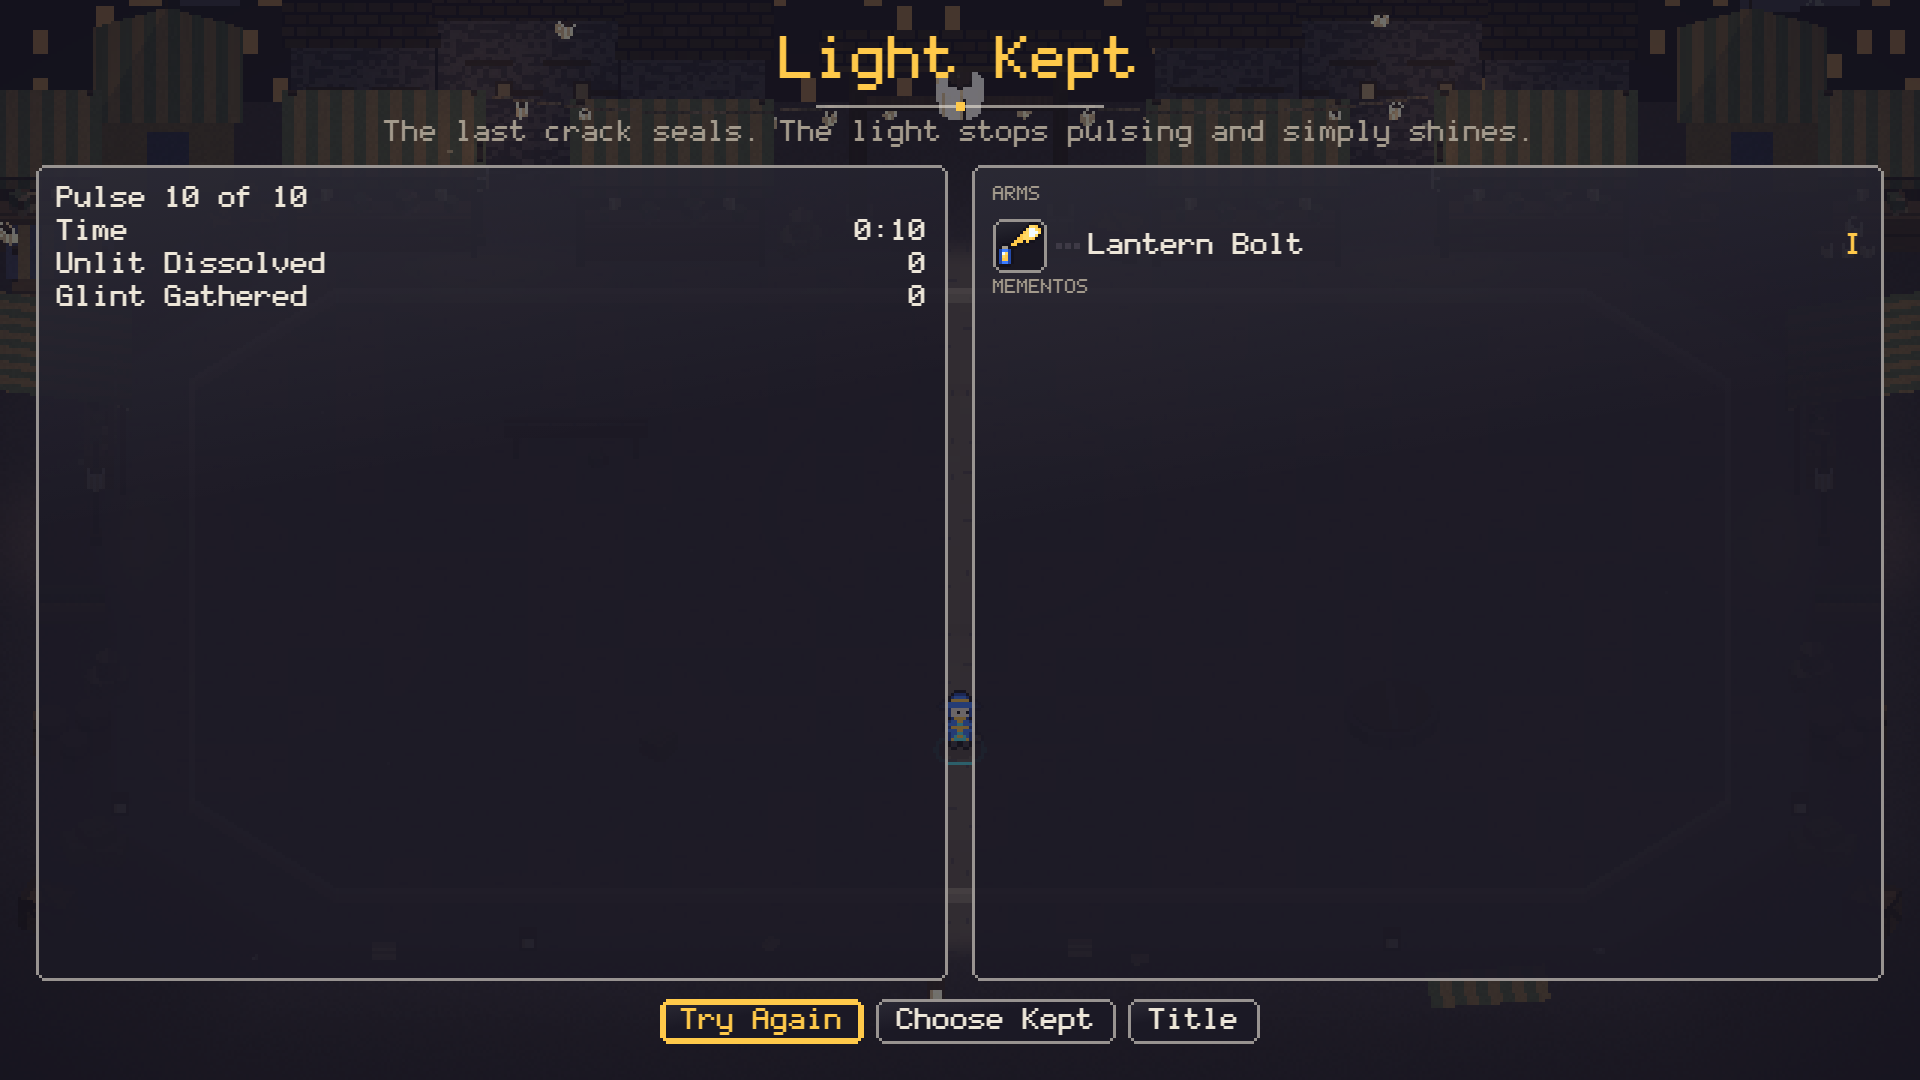 Light Kept
The last crack seals. The light stops pulsing and simply shines.
Pulse 10 of 10
Time 0:10
Unlit Dissolved 0
Glint Gathered 0
ARMS
Lantern Bolt I
MEMENTOS
Try Again
Choose Kept
Title